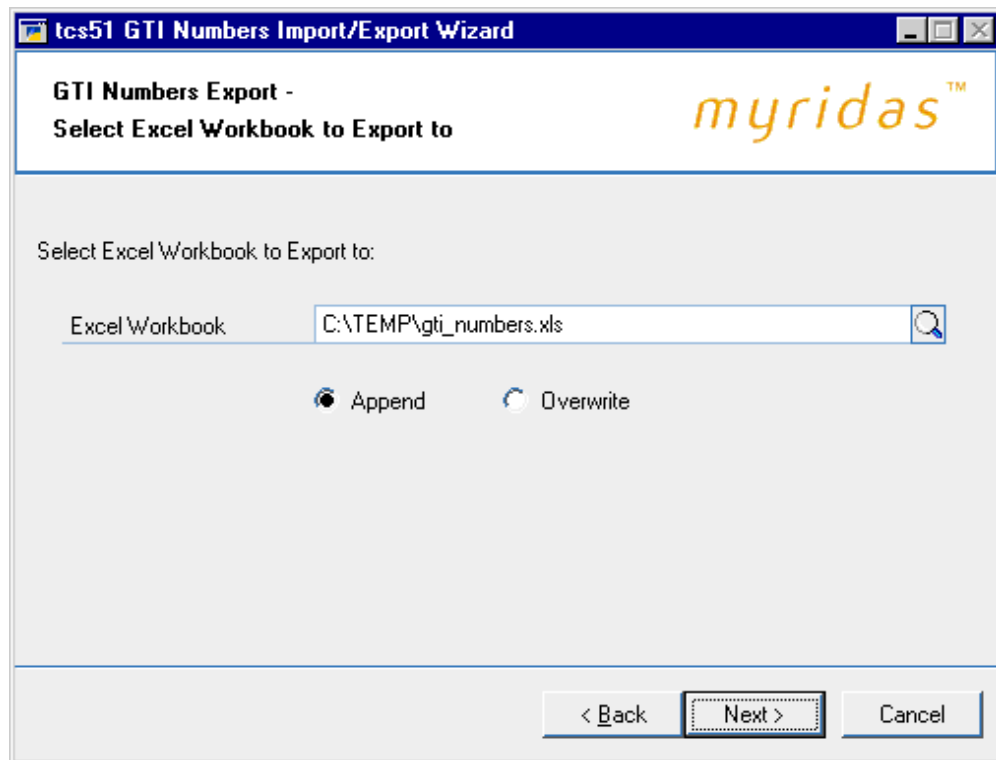 tcs51 GTI Numbers Import/Export Wizard
GTI Numbers Export -
Select Excel Workbook to Export to
myridas™
Select Excel Workbook to Export to:
Excel Workbook C:\TEMP\gti_numbers.xls
Append Overwrite
< Back Next > Cancel